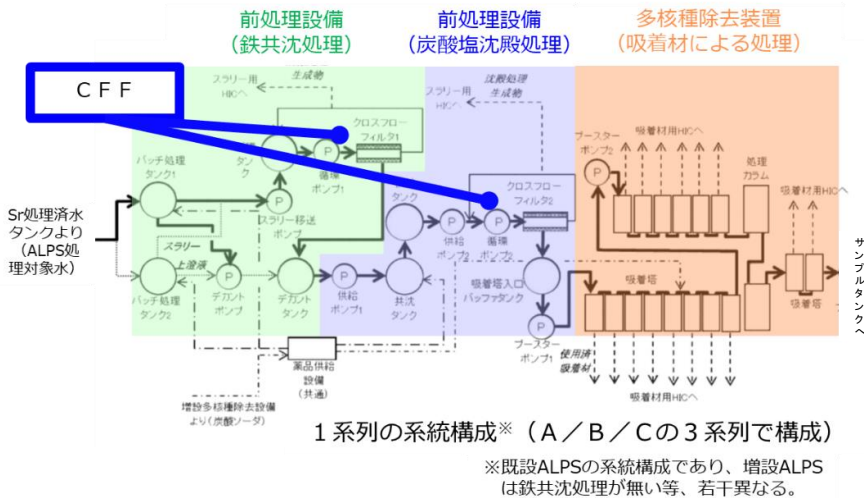 前処理設備
（鉄共沈処理）
前処理設備
（炭酸塩沈殿処理）
多核種除去装置
（吸着材による処理）
ＣＦＦ
生成物
スラリー用
HICへ
クロスフロー
フィルタ1
タンク
P
循環
ポンプ1
バッチ処理
タンク1
P
スラリー移送
ポンプ
Sr処理済水
タンクより
（ALPS処
理対象水）
スラリー
上澄液
バッチ処理
タンク2
P
デカント
ポンプ
デカント
タンク
P
供給
ポンプ1
共沈
タンク
沈殿処理
生成物
スラリー用
HICへ
クロスフロー
フィルタ2
タンク
P
供給
ポンプ2
P
循環
ポンプ2
吸着塔入口
バッファタンク
P
ブースター
ポンプ1
ブースター
ポンプ2
P
吸着材用HICへ
処理
カラム
吸着材用HICへ
吸着塔
吸着塔
サンプルタンクへ
使用済
吸着材
吸着材用HICへ
薬品供給
設備
（共通）
増設多核種除去設備
より(炭酸ソーダ)
１系列の系統構成※（Ａ／Ｂ／Ｃの３系列で構成）
※既設ALPSの系統構成であり、増設ALPS
は鉄共沈処理が無い等、若干異なる。